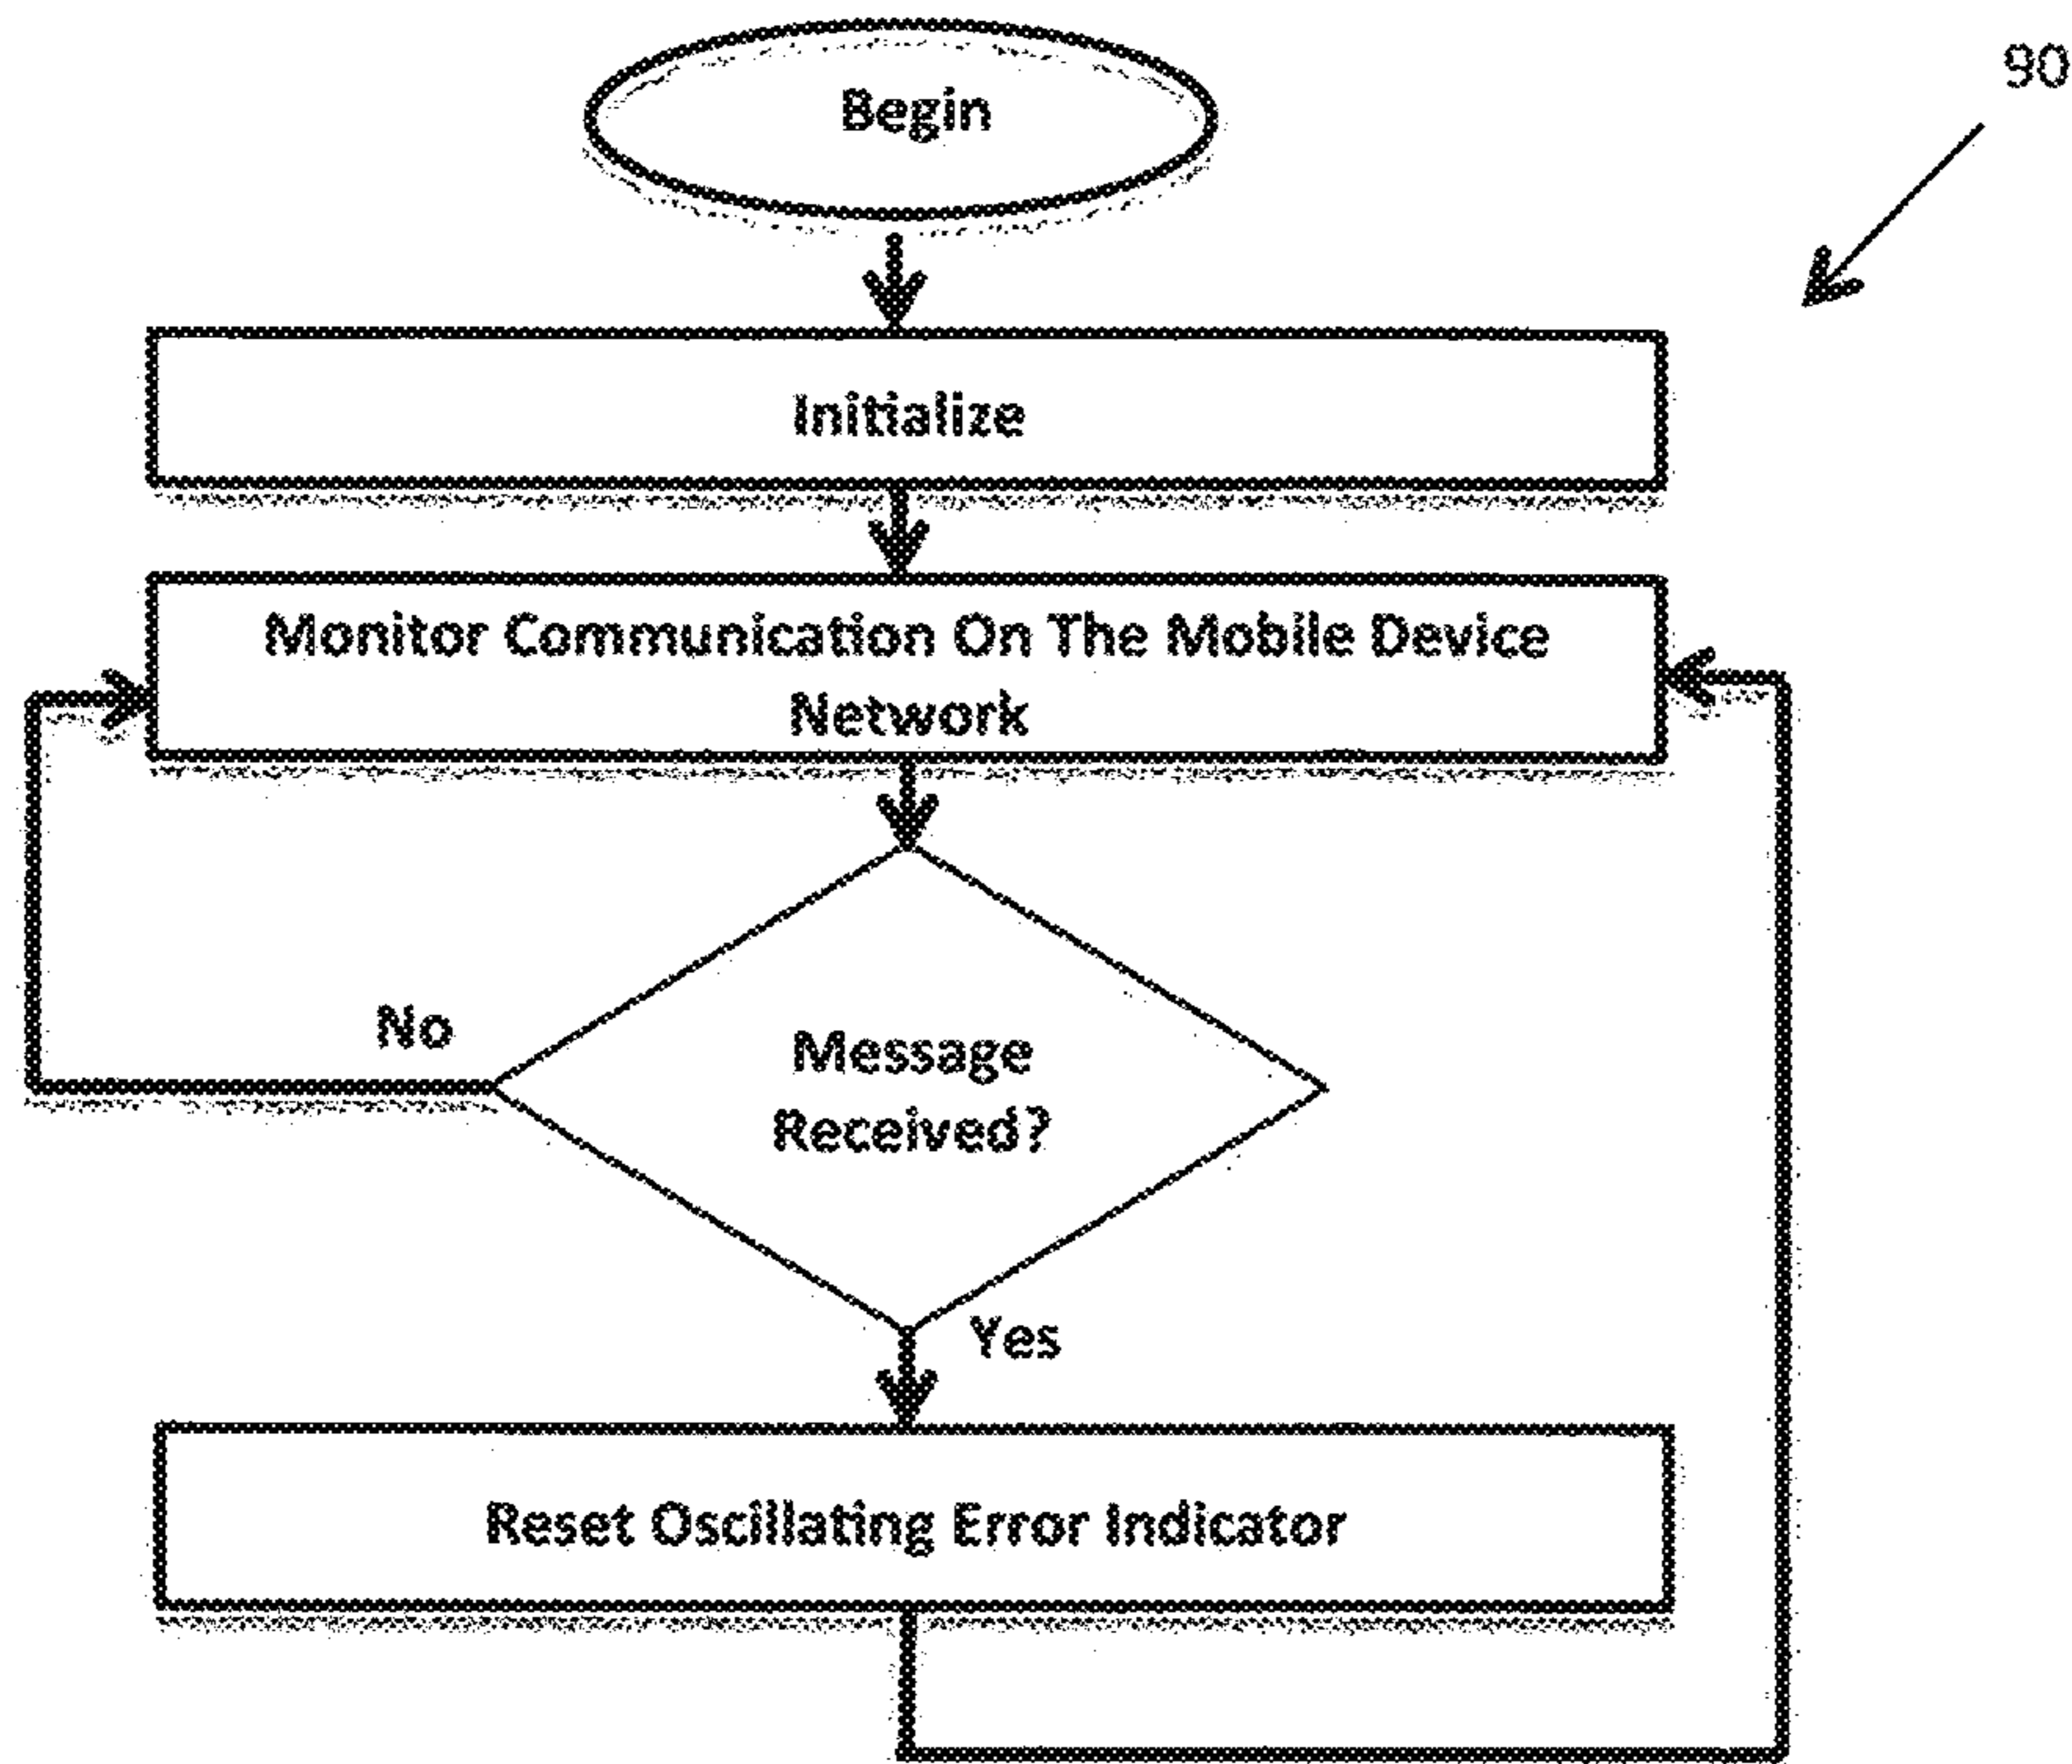 90
Begin
Initialize
Monitor Communication On The Mobile Device
Network
No
Message
Received?
Yes
Reset Oscillating Error Indicator